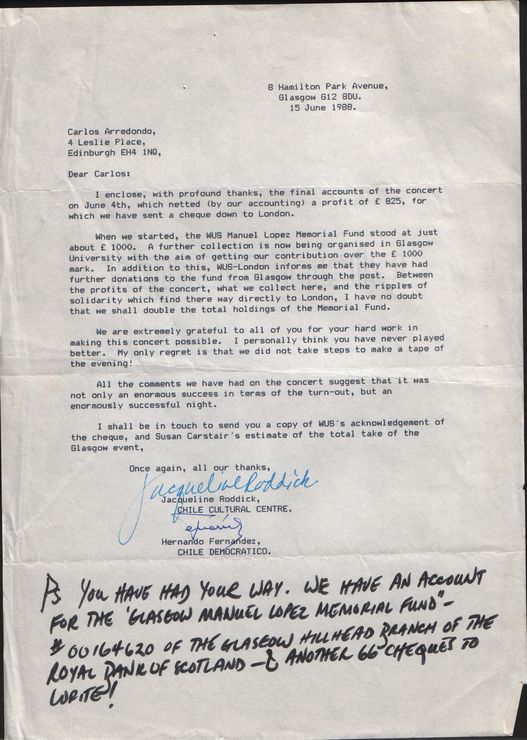 8 Hamilton Park Avenue,
Glasgow G12 8DU.
15 June 1988.
Carlos Arredondo,
4 Leslie Place,
Edinburgh EH4 1NQ,
Dear Carlos:
I enclose, with profound thanks, the final accounts of the concert
on June 4th, which netted (by our accounting) a profit of £ 825, for
which we have sent a cheque down to London.
When we started, the WUS Manuel Lopez Memorial Fund stood at just
about £ 1000. A further collection is now being organised in Glasgow
University with the aim of getting our contribution over the £ 1000
mark. In addition to this, WUS-London informs me that they have had
further donations to the fund from Glasgow through the post. Between
the profits of the concert, what we collect here, and the ripples of
solidarity which find there way directly to London, I have no doubt
that we shall double the total holdings of the Memorial Fund.
We are extremely grateful to all of you for your hard work in
making this concert possible. I personally think you have never played
better. My only regret is that we did not take steps to make a tape of
the evening!
All the comments we have had on the concert suggest that it was
not only an enormous success in terms of the turn-out, but an
enormously successful night.
I shall be in touch to send you a copy of WUS's acknowledgement of
the cheque, and Susan Carstair's estimate of the total take of the
Glasgow event,
Once again, all our thanks,
Jacqueline Roddick
Jacqueline Roddick,
CHILE CULTURAL CENTRE.
Hernando Fernandez,
CHILE DEMOCRATICO.
Ps YOU HAVE HAD YOUR WAY. WE HAVE AN ACCOUNT
FOR THE "GLASGOW MANUEL LOPEZ MEMORIAL FUND" -
# 00164620 OF THE GLASGOW HILLHEAD BRANCH OF THE
ROYAL BANK OF SCOTLAND - & ANOTHER 66 CHEQUES TO
WRITE!